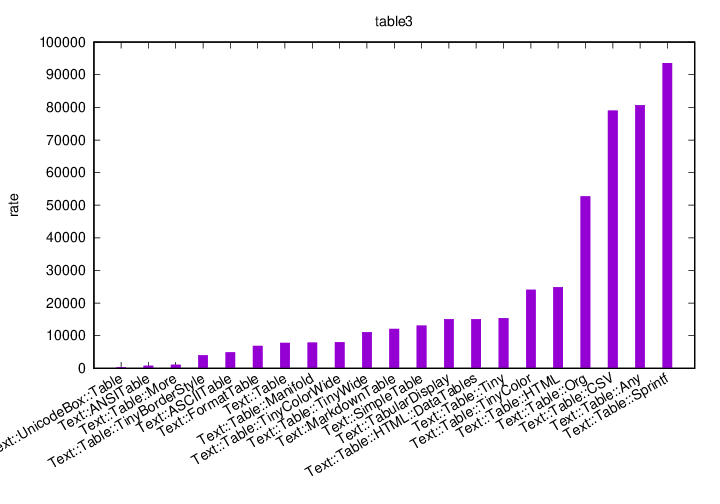 table3
rate
100000
90000
80000
70000
60000
50000
40000
30000
20000
10000
0
ext::UnicodeBox::Table
Text::ANSITable
Text::Table::More
Text::Table::TinyBorderStyle
Text::ASCIITable
Text::FormatTable
Text::Table
Text::Table::Manifold
Text::Table::TinyColorWide
Text::Table::TinyWide
Text::MarkdownTable
Text::SimpleTable
Text::TabularDisplay
Text::Table::HTML::DataTables
Text::Table::Tiny
Text::Table::TinyColor
Text::Table::HTML
Text::Table::Org
Text::Table::CSV
Text::Table::Any
Text::Table::Sprintf